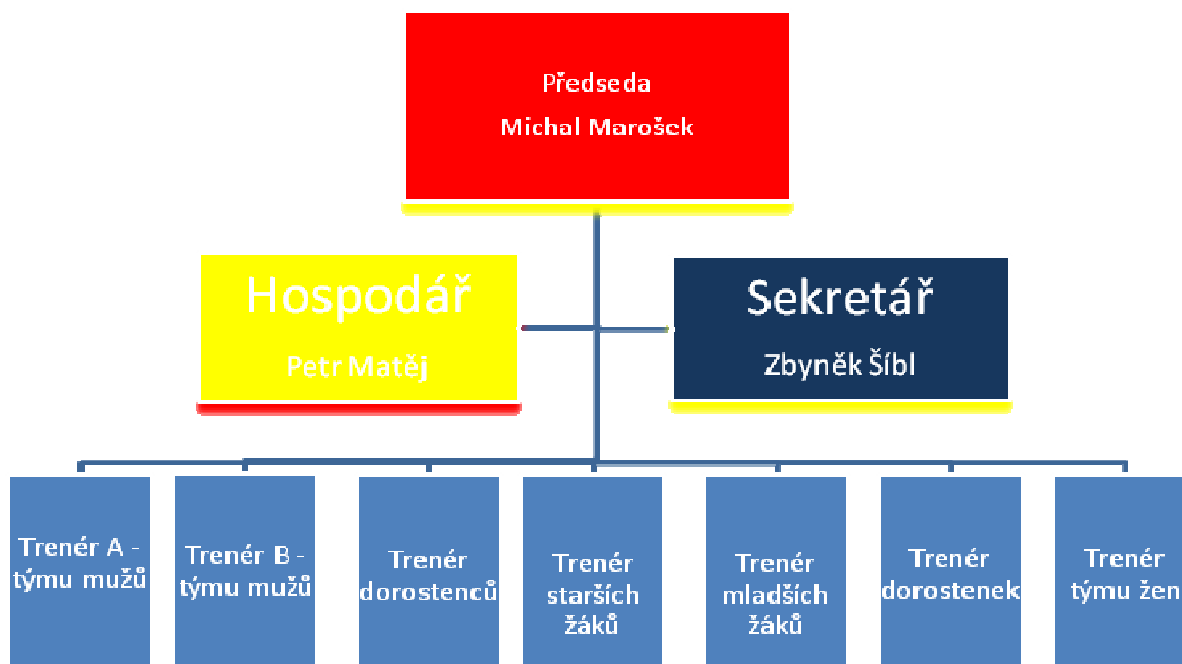 Předseda
Michal Marošek
Hospodář
Petr Matěj
Sekretář
Zbyněk Šíbl
Trenér A -
týmu mužů
Trenér B -
týmu mužů
Trenér
dorostenců
Trenér
starších
žáků
Trenér
mladších
žáků
Trenér
dorostenek
Trenér
týmu žen